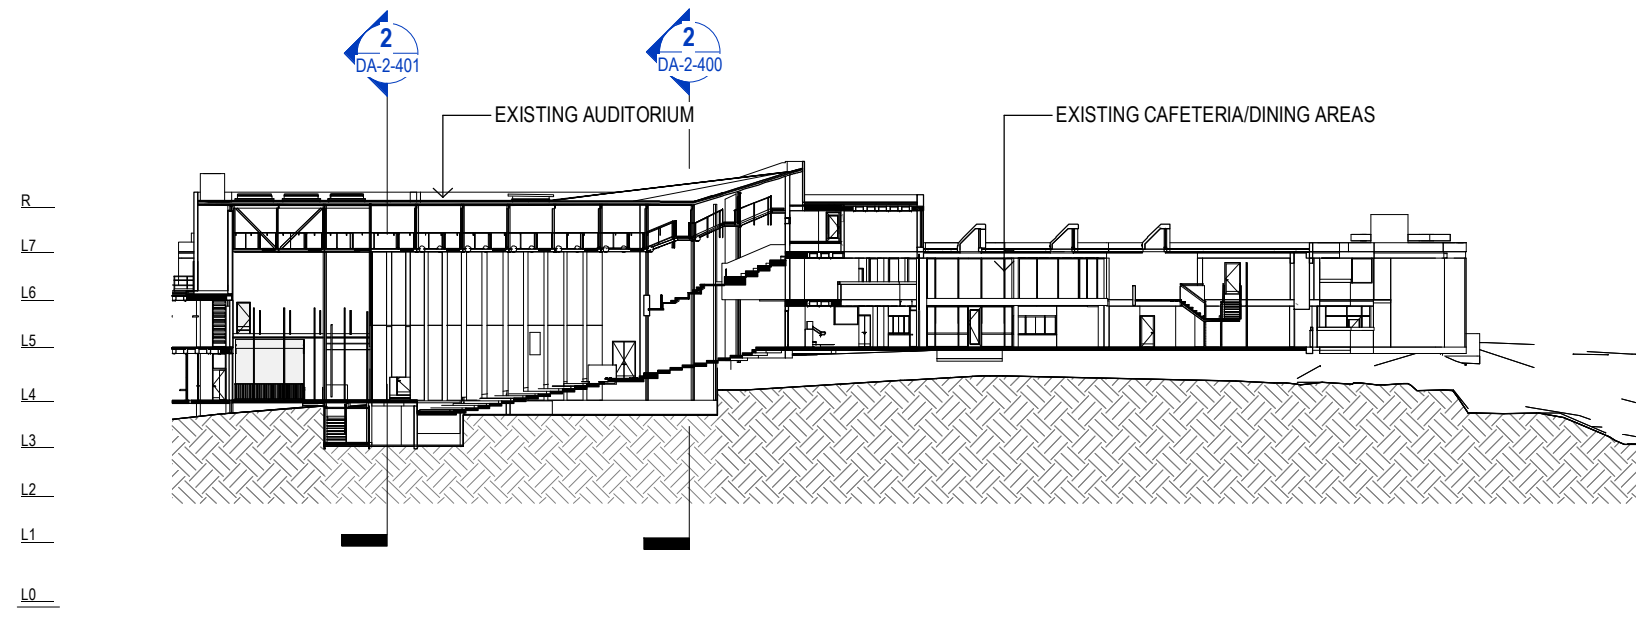 2
DA-2-401
2
DA-2-400
EXISTING AUDITORIUM
EXISTING CAFETERIA/DINING AREAS
R
L7
L6
L5
L4
L3
L2
L1
L0